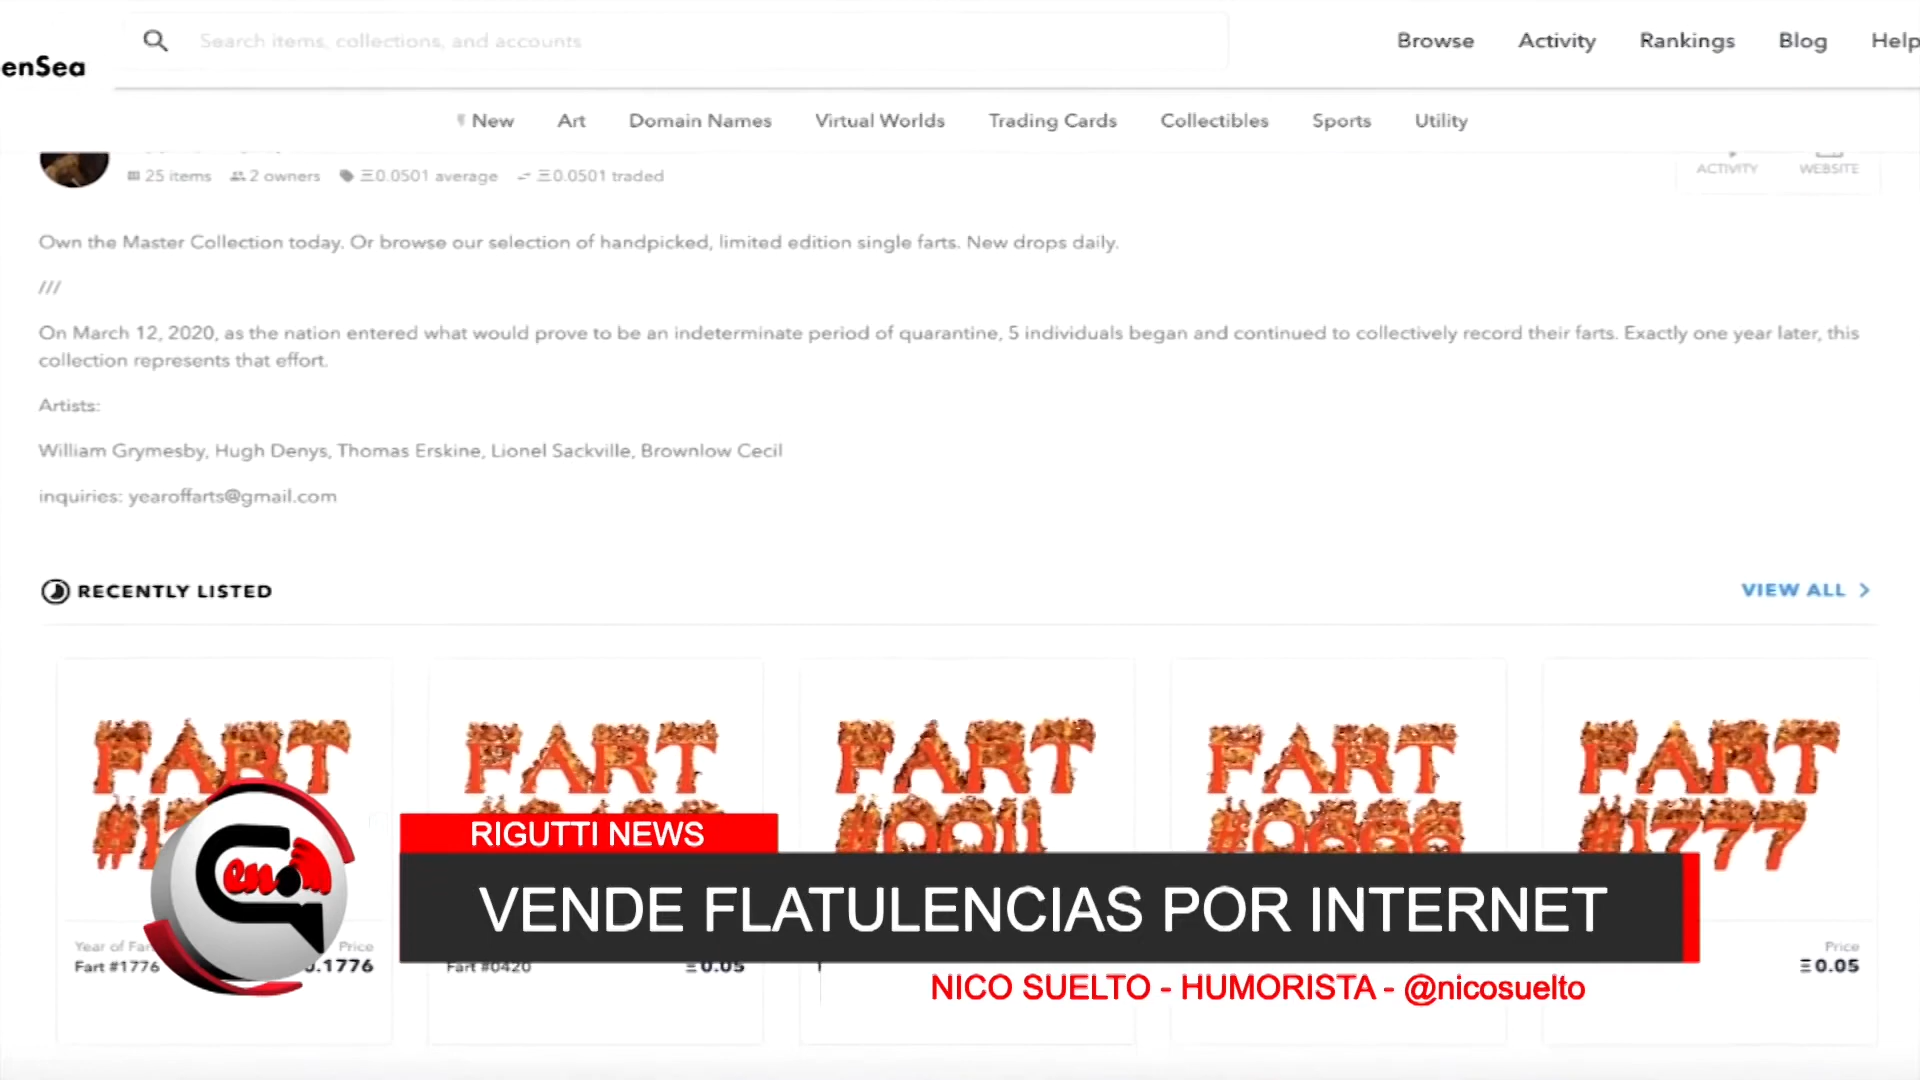 Search items, collections, and accounts
Browse Activity Rankings Blog Help
enSea
New Art Domain Names Virtual Worlds Trading Cards Collectibles Sports Utility
25 items 2 owners Ξ0.0501 average Ξ0.0501 traded
ACTIVITY WEBSITE
Own the Master Collection today. Or browse our selection of handpicked, limited edition single farts. New drops daily.
///
On March 12, 2020, as the nation entered what would prove to be an indeterminate period of quarantine, 5 individuals began and continued to collectively record their farts. Exactly one year later, this
collection represents that effort.
Artists:
William Grymesby, Hugh Denys, Thomas Erskine, Lionel Sackville, Brownlow Cecil
inquiries: yearoffarts@gmail.com
RECENTLY LISTED
VIEW ALL >
FART FART FART FART FART
#0011 #0666 #1777
RIGUTTI NEWS
VENDE FLATULENCIAS POR INTERNET
Year of Price Price
Fart #1776 0.1776 Fart #0420 Ξ0.05 Ξ0.05
NICO SUELTO - HUMORISTA - @nicosuelto